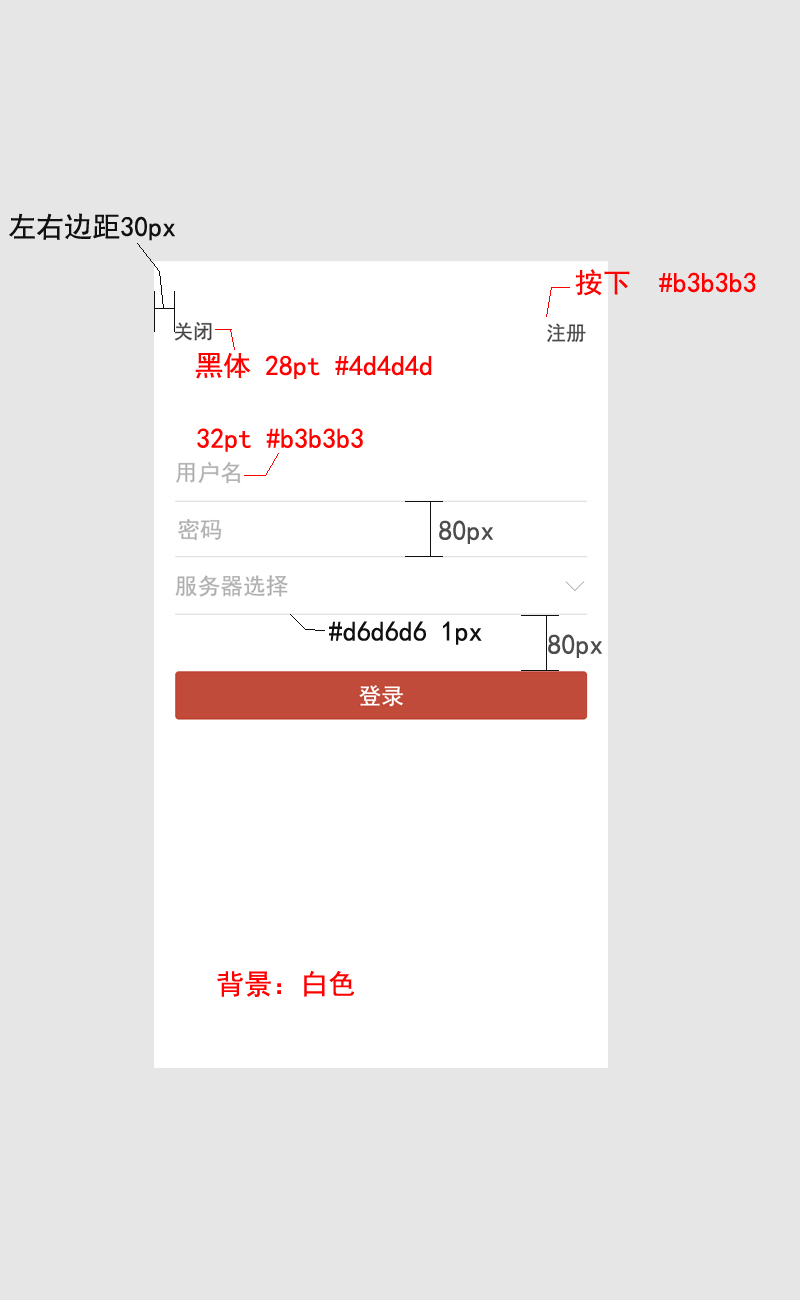 左右边距30px
按下 #b3b3b3
关闭
注册
黑体 28pt #4d4d4d
32pt #b3b3b3
用户名
密码
80px
服务器选择
#d6d6d6 1px
80px
登录
背景：白色